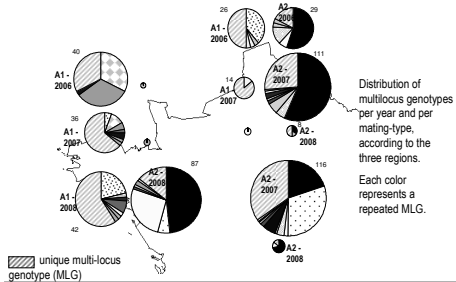 26
A1 -
2006
A2
2006
29
40
A1 -
2006
14
A1
2007
111
A2 -
2007
36
A1 -
2007
8
A2 -
2008
A1 -
2008
42
A2 -
2008
87
A2 -
2007
116
A2 -
2008
Distribution of
multilocus genotypes
per year and per
mating-type,
according to the
three regions.
Each color
represents a
repeated MLG.
unique multi-locus
genotype (MLG)